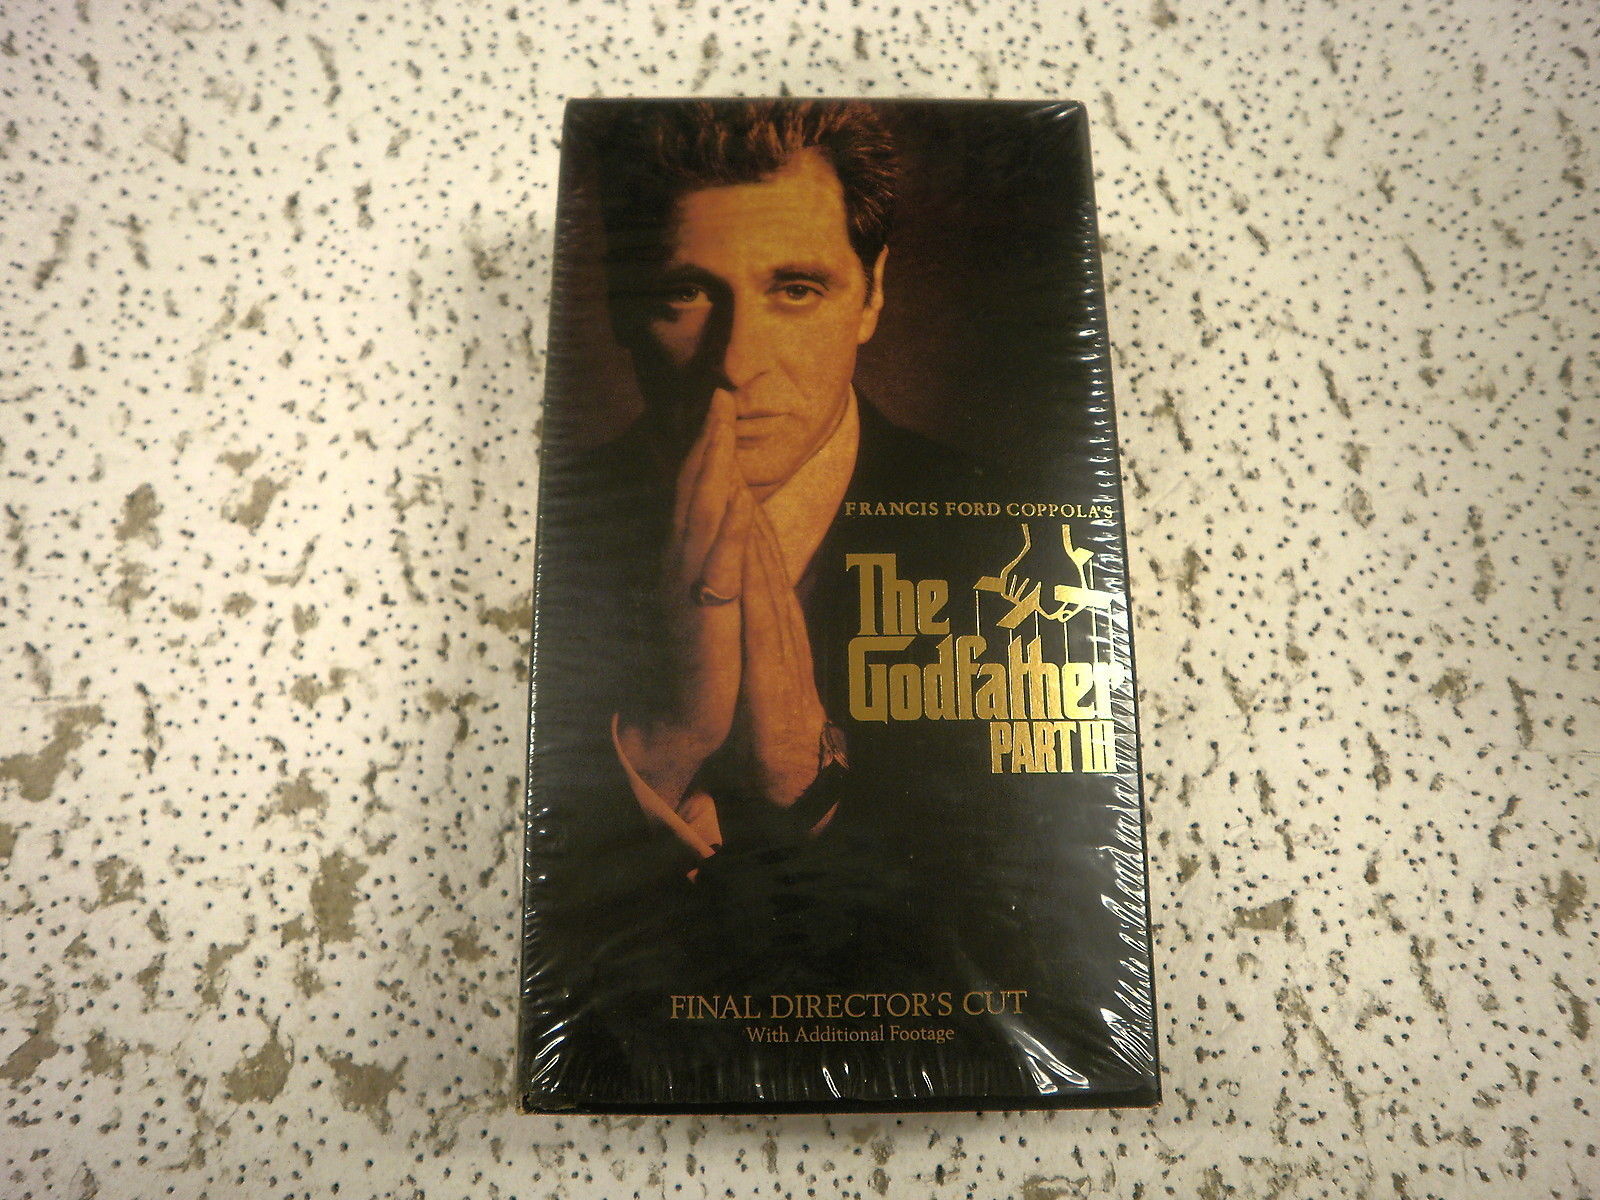 FRANCIS FORD COPPOLA'S
The
Godfather
PART III
FINAL DIRECTOR'S CUT
With Additional Footage